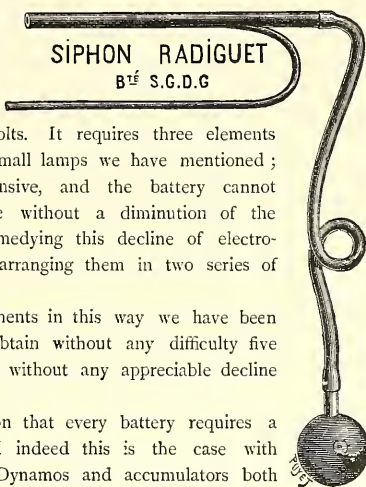 SiPHON RADiGUET
BTÉ S.G.D.G
olts. It requires three elements
mall lamps we have mentioned ;
nsive, and the battery cannot
e without a diminution of the
medying this decline of electro-
arranging them in two series of
ments in this way we have been
btain without any difficulty five
without any appreciable decline
on that every battery requires a
indeed this is the case with
Dynamos and accumulators both
POYET